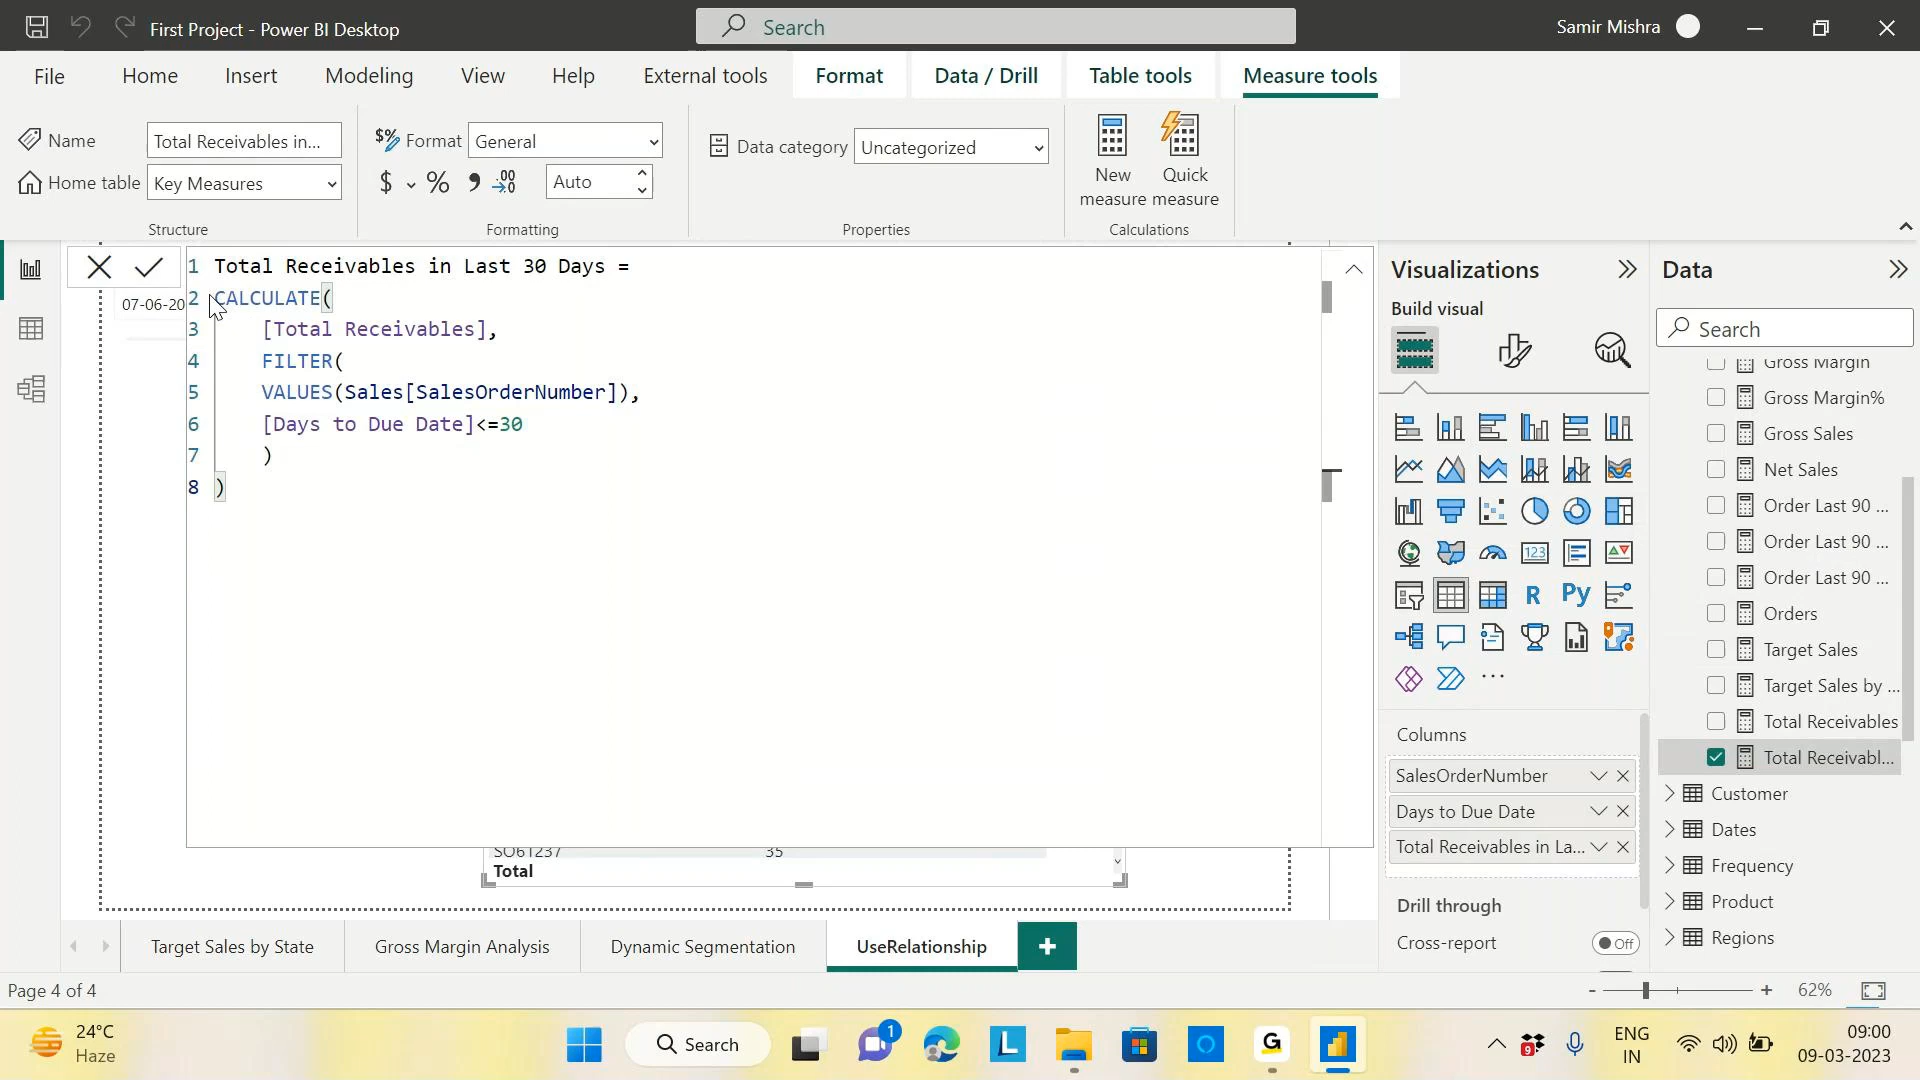 First Project - Power BI Desktop
Search
Samir Mishra
File
Home
Insert
Modeling
View
Help
External tools
Format
Data / Drill
Table tools
Measure tools
Name
Total Receivables in...
Home table
Key Measures
Structure
$%
Format
General
$
%
Auto
Formatting
Data category
Uncategorized
Properties
New measure
Quick measure
Calculations
07-06-20
1 Total Receivables in Last 30 Days =
2 CALCULATE(
3 [Total Receivables],
4 FILTER(
5 VALUES(Sales[SalesOrderNumber]),
6 [Days to Due Date]<=30
7 )
8 )
SO61237 35
Total
Visualizations
Build visual
123
R
Py
...
Columns
SalesOrderNumber
Days to Due Date
Total Receivables in La...
Drill through
Cross-report
Off
Data
Search
Gross Margin
Gross Margin%
Gross Sales
Net Sales
Order Last 90 ...
Order Last 90 ...
Order Last 90 ...
Orders
Target Sales
Target Sales by ...
Total Receivables
Total Receivabl...
Customer
Dates
Frequency
Product
Regions
Target Sales by State
Gross Margin Analysis
Dynamic Segmentation
UseRelationship
+
Page 4 of 4
- + 62%
24°C
Haze
Search
1
L
G
9
ENG
IN
09:00
09-03-2023